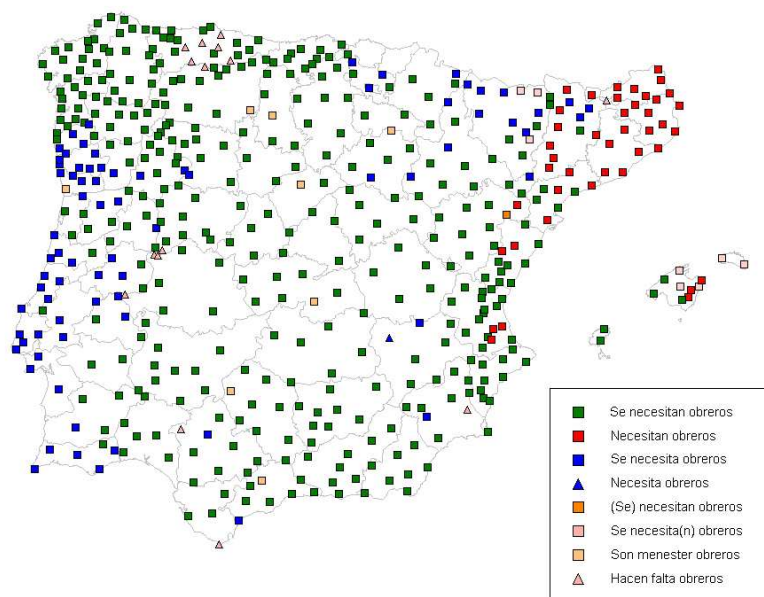 Se necesitan obreros
Necesitan obreros
Se necesita obreros
Necesita obreros
(Se) necesitan obreros
Se necesita(n) obreros
Son menester obreros
Hacen falta obreros